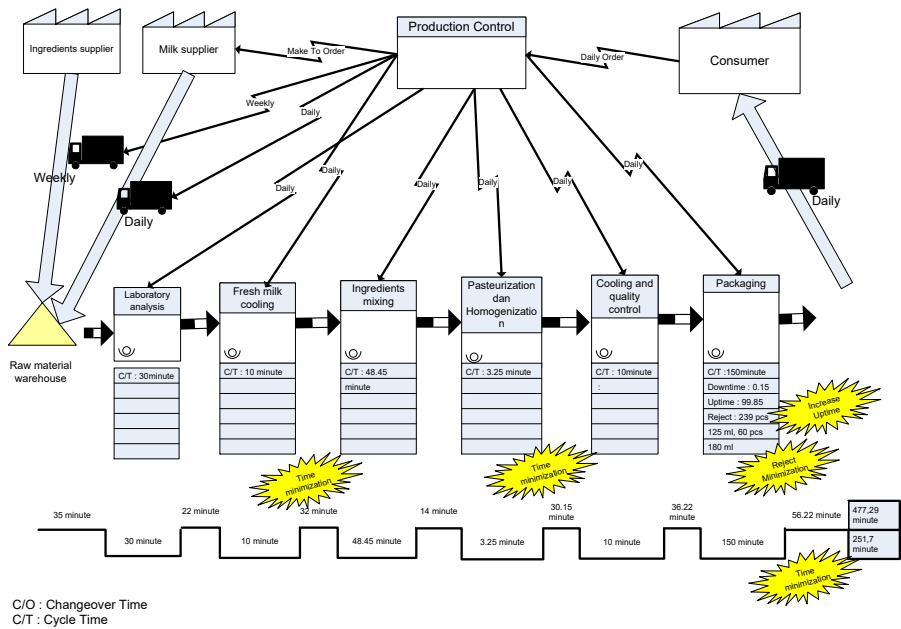 Ingredients supplier
Milk supplier
Production Control
Consumer
Make To Order
Daily Order
Weekly
Daily
Weekly
Daily
Daily
Daily
Daily
Daily
Daily
Daily
Daily
Raw material
warehouse
Laboratory
analysis
C/T : 30minute
Fresh milk
cooling
C/T : 10 minute
Ingredients
mixing
C/T : 48.45
minute
Pasteurization
dan
Homogenizatio
n
C/T : 3.25 minute
Cooling and
quality
control
C/T : 10minute
:
Packaging
C/T :150minute
Downtime : 0.15
Uptime : 99.85
Reject : 239 pcs
125 ml, 60 pcs
180 ml
Increase
Uptime
Reject
Minimization
Time
minimization
Time
minimization
35 minute
22 minute
32 minute
14 minute
30.15
minute
36.22
minute
56.22 minute
477,29
minute
30 minute
10 minute
48.45 minute
3.25 minute
10 minute
150 minute
251,7
minute
Time
minimization
C/O : Changeover Time
C/T : Cycle Time